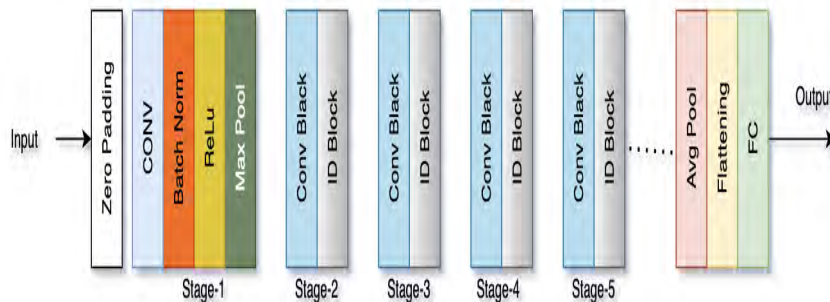 Input
Zero Padding
CONV
Batch Norm
ReLu
Max Pool
Stage-1
Conv Black
ID Block
Stage-2
Conv Black
ID Block
Stage-3
Conv Black
ID Block
Stage-4
Conv Black
ID Block
Stage-5
Avg Pool
Flattening
FC
Output